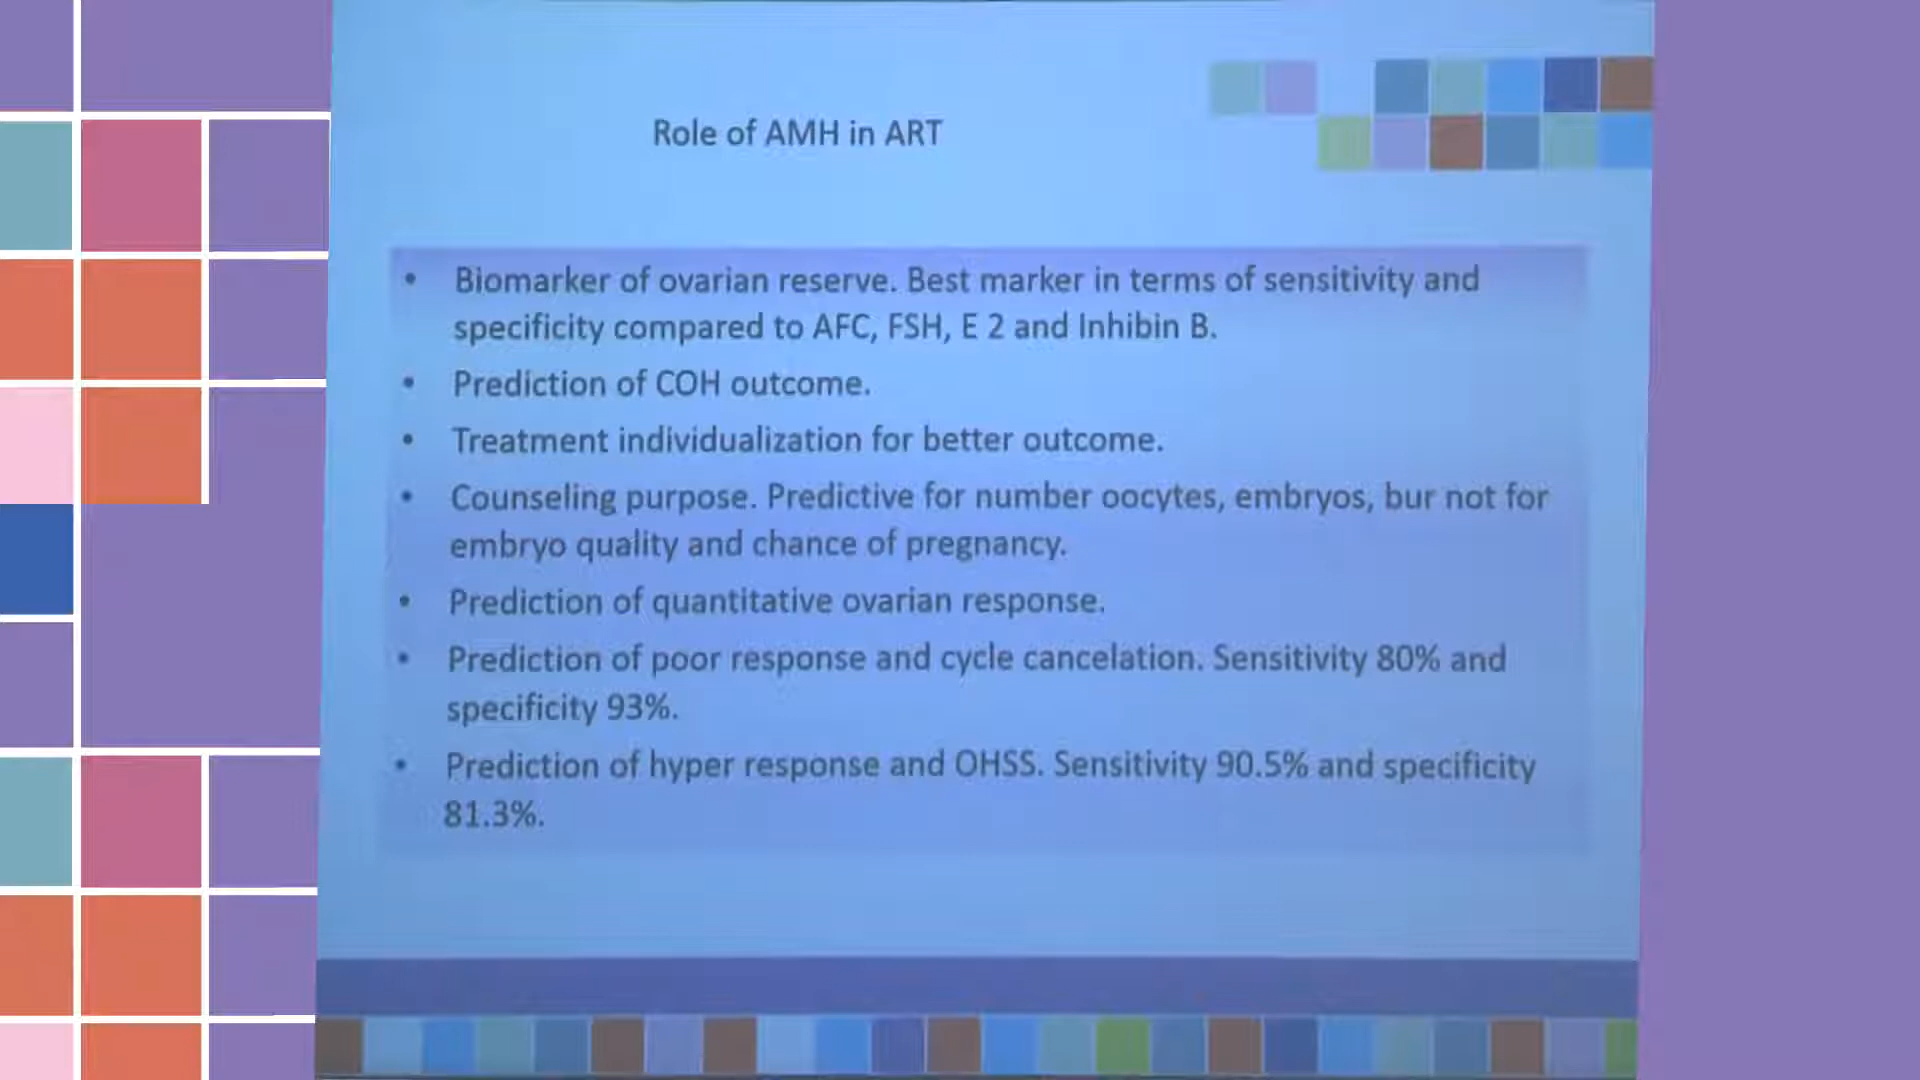 Role of AMH in ART
• Biomarker of ovarian reserve. Best marker in terms of sensitivity and
specificity compared to AFC, FSH, E 2 and Inhibin B.
• Prediction of COH outcome.
• Treatment individualization for better outcome.
• Counseling purpose. Predictive for number oocytes, embryos, bur not for
embryo quality and chance of pregnancy.
• Prediction of quantitative ovarian response.
• Prediction of poor response and cycle cancelation. Sensitivity 80% and
specificity 93%.
• Prediction of hyper response and OHSS. Sensitivity 90.5% and specificity
81.3%.